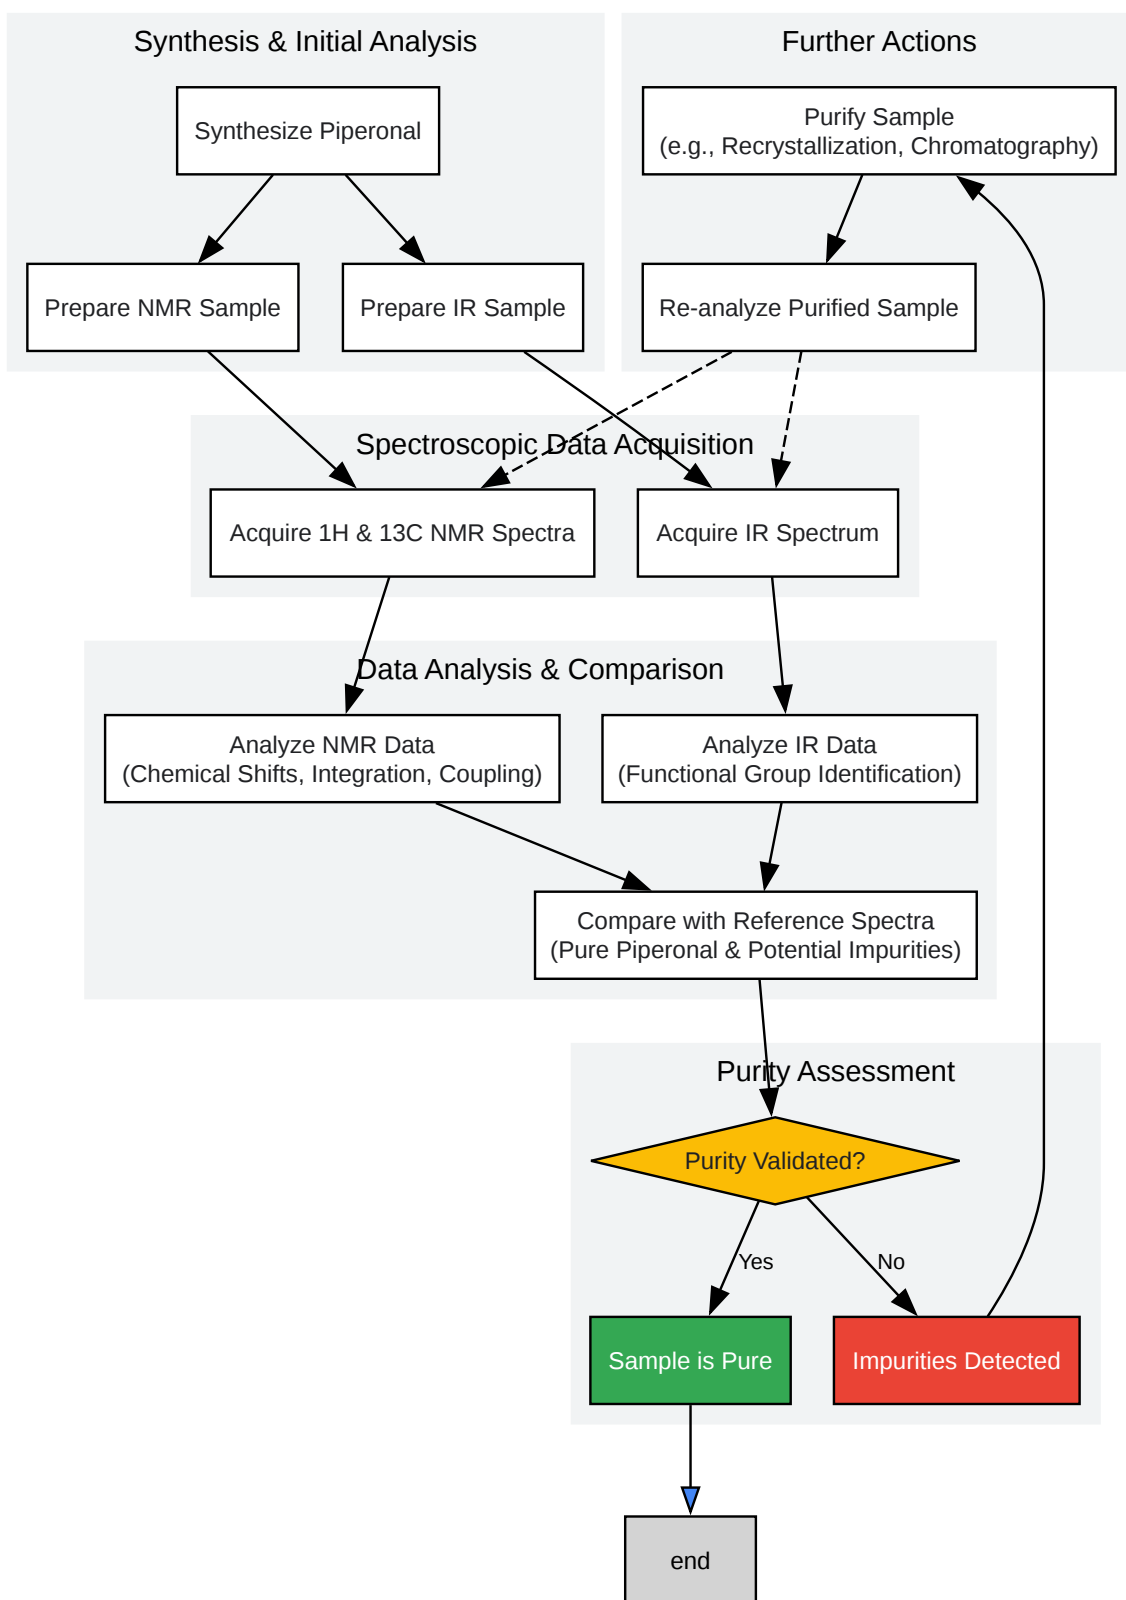 Synthesis & Initial Analysis
Further Actions
Synthesize Piperonal
Purify Sample
(e.g., Recrystallization, Chromatography)
Prepare NMR Sample
Prepare IR Sample
Re-analyze Purified Sample
Spectroscopic Data Acquisition
Acquire 1H & 13C NMR Spectra
Acquire IR Spectrum
Data Analysis & Comparison
Analyze NMR Data
(Chemical Shifts, Integration, Coupling)
Analyze IR Data
(Functional Group Identification)
Compare with Reference Spectra
(Pure Piperonal & Potential Impurities)
Purity Assessment
Purity Validated?
Yes
No
Sample is Pure
Impurities Detected
end